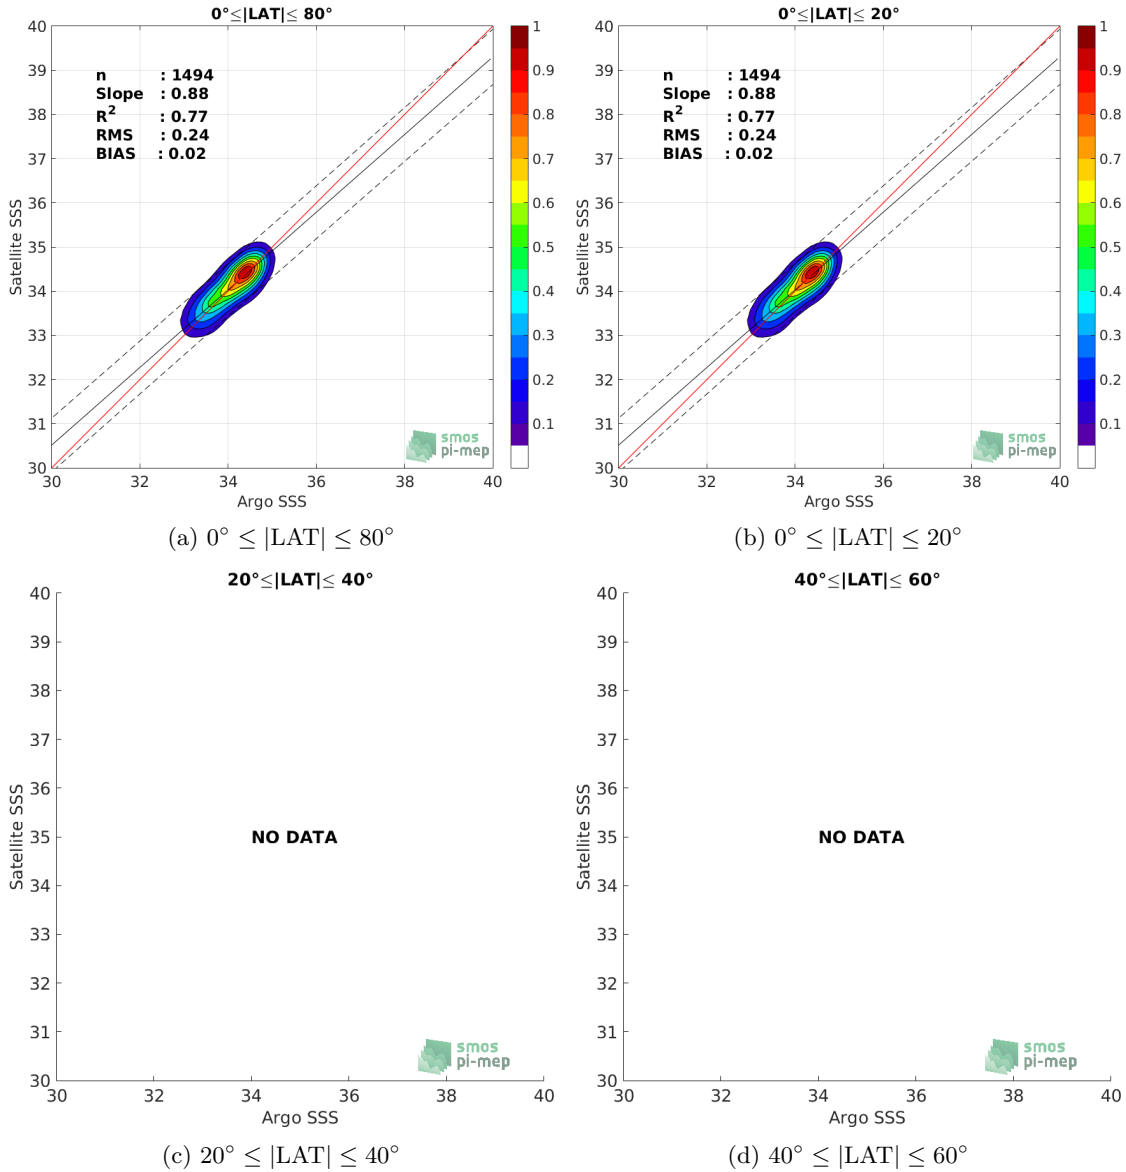 0°≤|LAT|≤ 80°
40
39
38
37
36
35
34
33
32
31
30
Satellite SSS
n : 1494
Slope : 0.88
R² : 0.77
RMS : 0.24
BIAS : 0.02
smos
pi-mep
30 32 34 36 38 40
Argo SSS
1
0.9
0.8
0.7
0.6
0.5
0.4
0.3
0.2
0.1
(a) 0° ≤ |LAT| ≤ 80°
0°≤|LAT|≤ 20°
40
39
38
37
36
35
34
33
32
31
30
Satellite SSS
n : 1494
Slope : 0.88
R² : 0.77
RMS : 0.24
BIAS : 0.02
smos
pi-mep
30 32 34 36 38 40
Argo SSS
1
0.9
0.8
0.7
0.6
0.5
0.4
0.3
0.2
0.1
(b) 0° ≤ |LAT| ≤ 20°
20°≤|LAT|≤ 40°
40
39
38
37
36
35
34
33
32
31
30
Satellite SSS
NO DATA
smos
pi-mep
30 32 34 36 38 40
Argo SSS
(c) 20° ≤ |LAT| ≤ 40°
40°≤|LAT|≤ 60°
40
39
38
37
36
35
34
33
32
31
30
Satellite SSS
NO DATA
smos
pi-mep
30 32 34 36 38 40
Argo SSS
(d) 40° ≤ |LAT| ≤ 60°